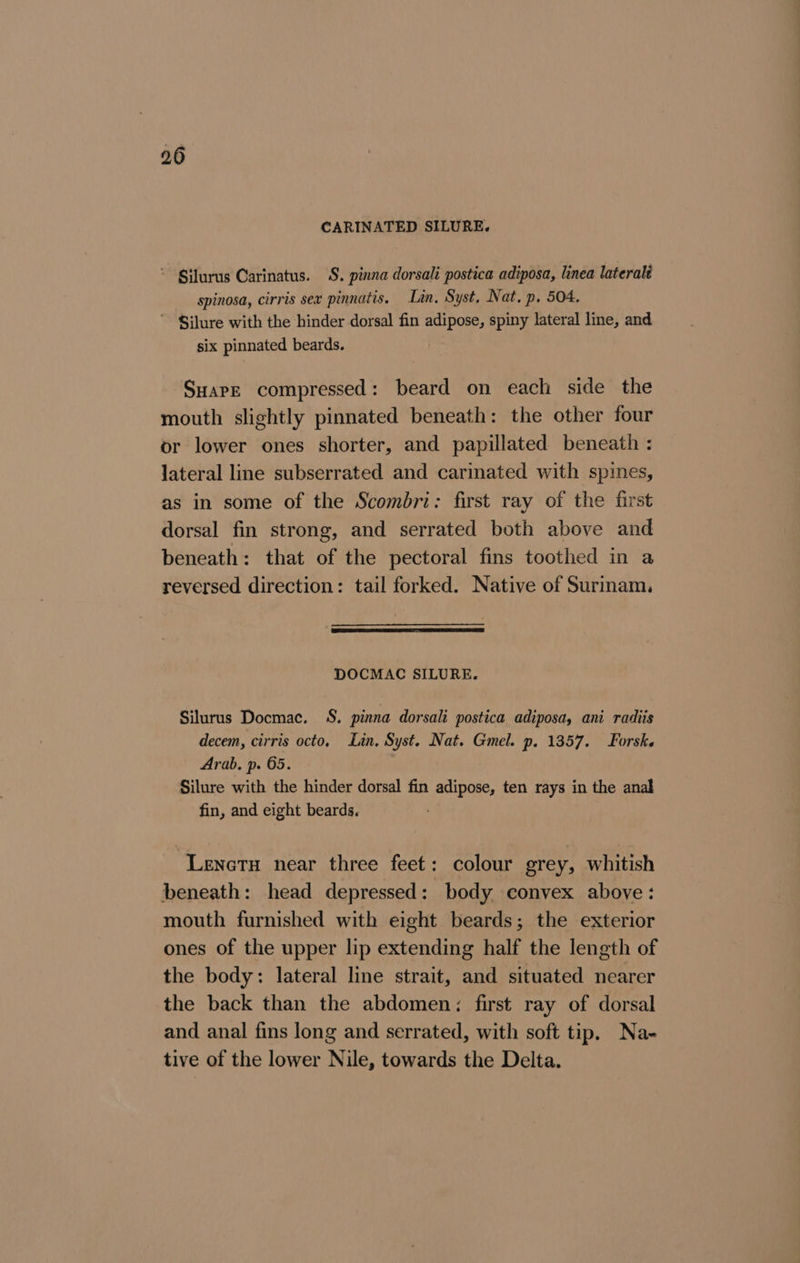 26
CARINATED SILURE.
Silurus Carinatus. S. pinna dorsali postica adiposa, linea laterali
spinosa, cirris sex pinnatis. Lin. Syst. Nat. p. 504.
Silure with the hinder dorsal fin adipose, spiny lateral line, and
six pinnated beards.
Shape compressed: beard on each side the
mouth slightly pinnated beneath: the other four
or lower ones shorter, and papillated beneath:
lateral line subserrated and carinated with spines,
as in some of the Scombri: first ray of the first
dorsal fin strong, and serrated both above and
beneath: that of the pectoral fins toothed in a
reversed direction: tail forked. Native of Surinam.
DOCMAC SILURE.
Silurus Docmac. S. pinna dorsali postica adiposa, ani radiis
decem, cirris octo. Lin. Syst. Nat. Gmel. p. 1357. Forsk.
Arab. p. 65.
Silure with the hinder dorsal fin adipose, ten rays in the anal
fin, and eight beards.
Length near three feet: colour grey, whitish
beneath: head depressed: body convex above:
mouth furnished with eight beards; the exterior
ones of the upper lip extending half the length of
the body: lateral line strait, and situated nearer
the back than the abdomen: first ray of dorsal
and anal fins long and serrated, with soft tip. Na-
tive of the lower Nile, towards the Delta.